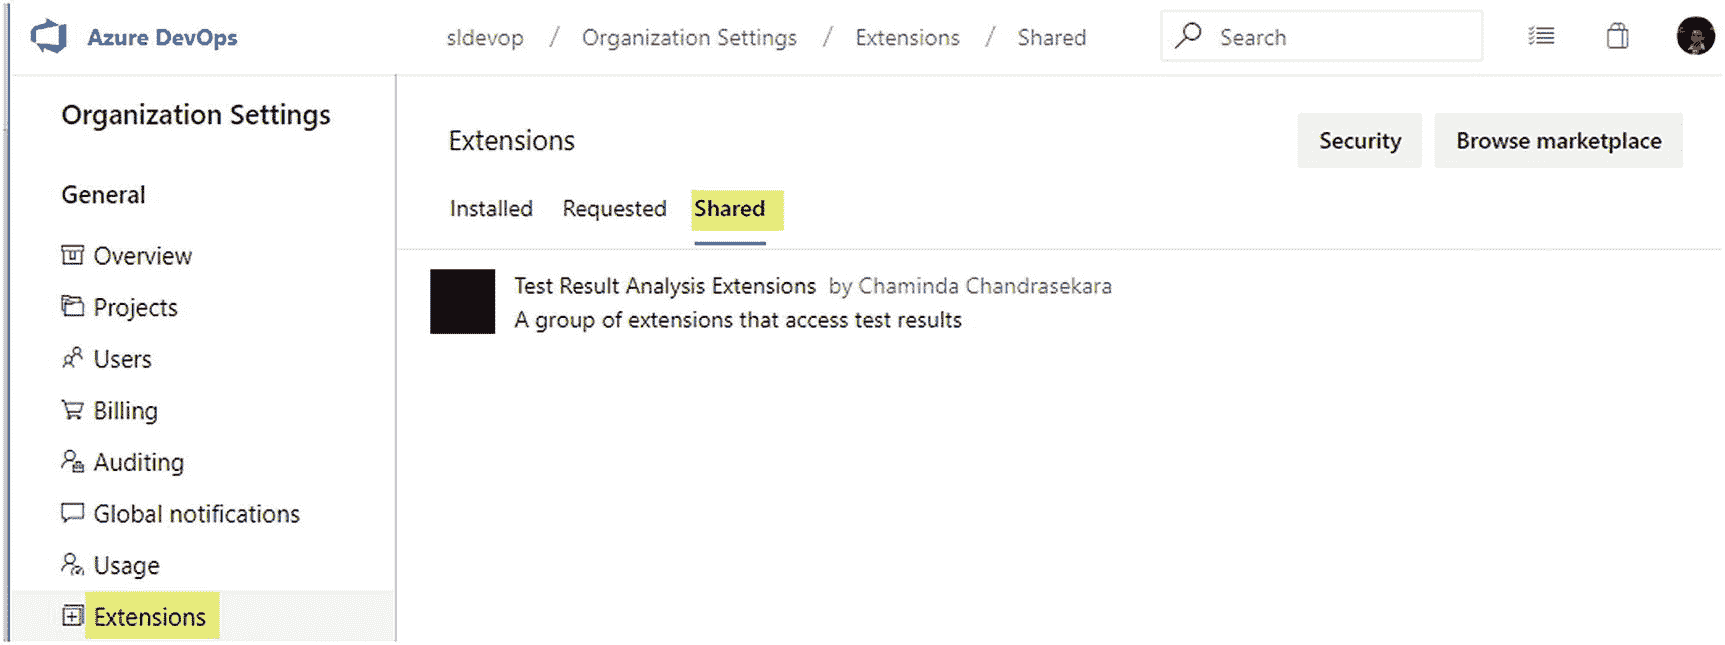 Azure DevOps
sldevop / Organization Settings / Extensions / Shared
Search
Organization Settings
General
Overview
Projects
Users
Billing
Auditing
Global notifications
Usage
Extensions
Extensions
Security
Browse marketplace
Installed
Requested
Shared
Test Result Analysis Extensions by Chaminda Chandrasekara
A group of extensions that access test results